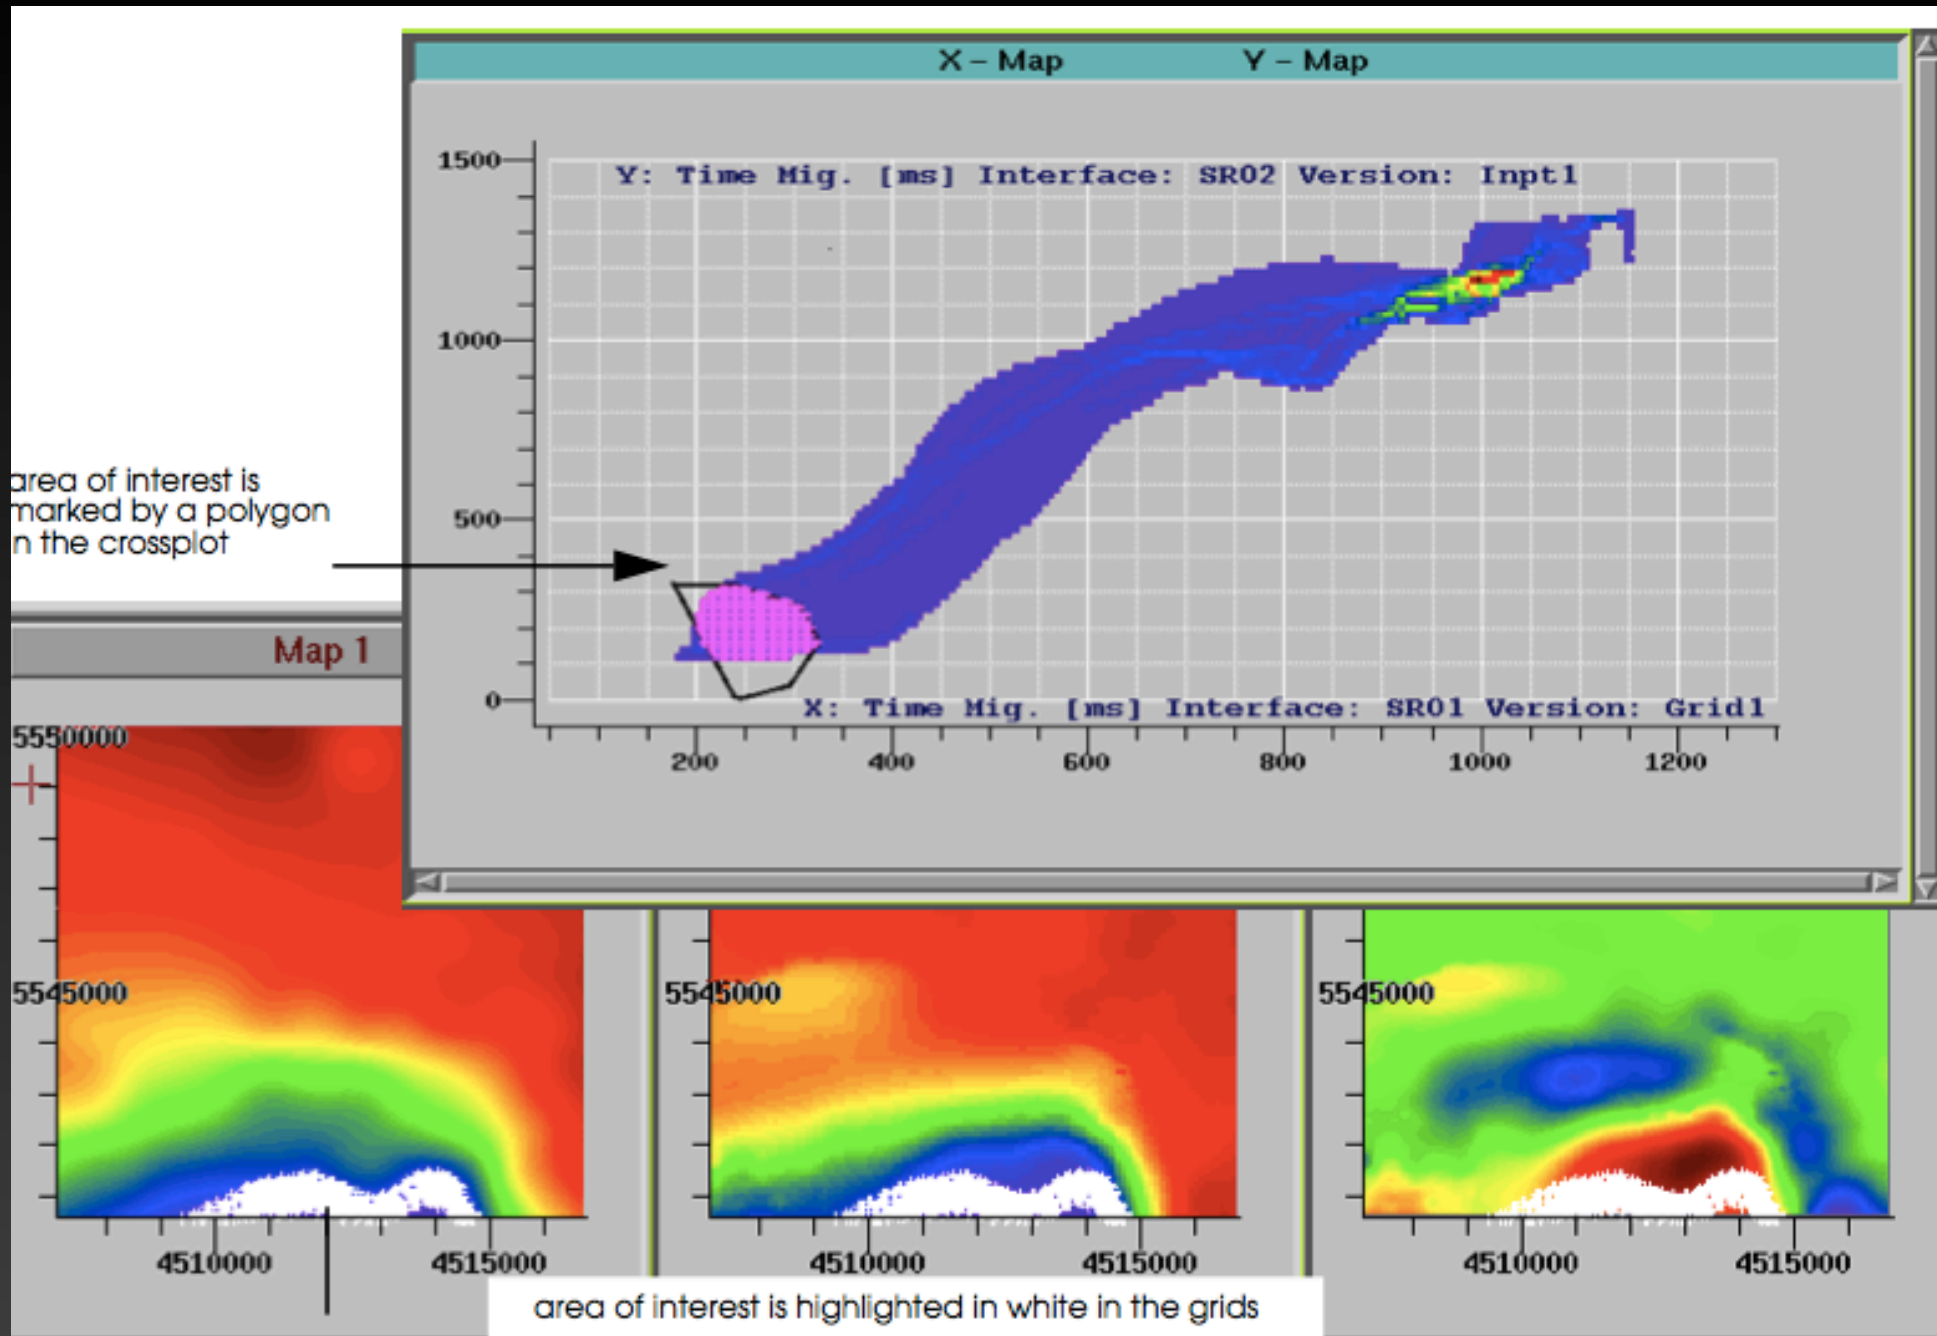 X – Map Y – Map
1500
Y: Time Mig. [ms] Interface: SR02 Version: Inpt1
1000
500
0
X: Time Mig. [ms] Interface: SR01 Version: Grid1
200 400 600 800 1000 1200
area of interest is
marked by a polygon
n the crossplot
Map 1
5550000
5545000 5545000 5545000
4510000 4515000 4510000 4515000 4510000 4515000
area of interest is highlighted in white in the grids